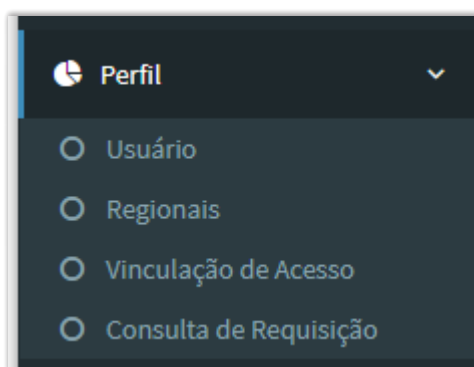 Perfil
Usuário
Regionais
Vinculação de Acesso
Consulta de Requisição